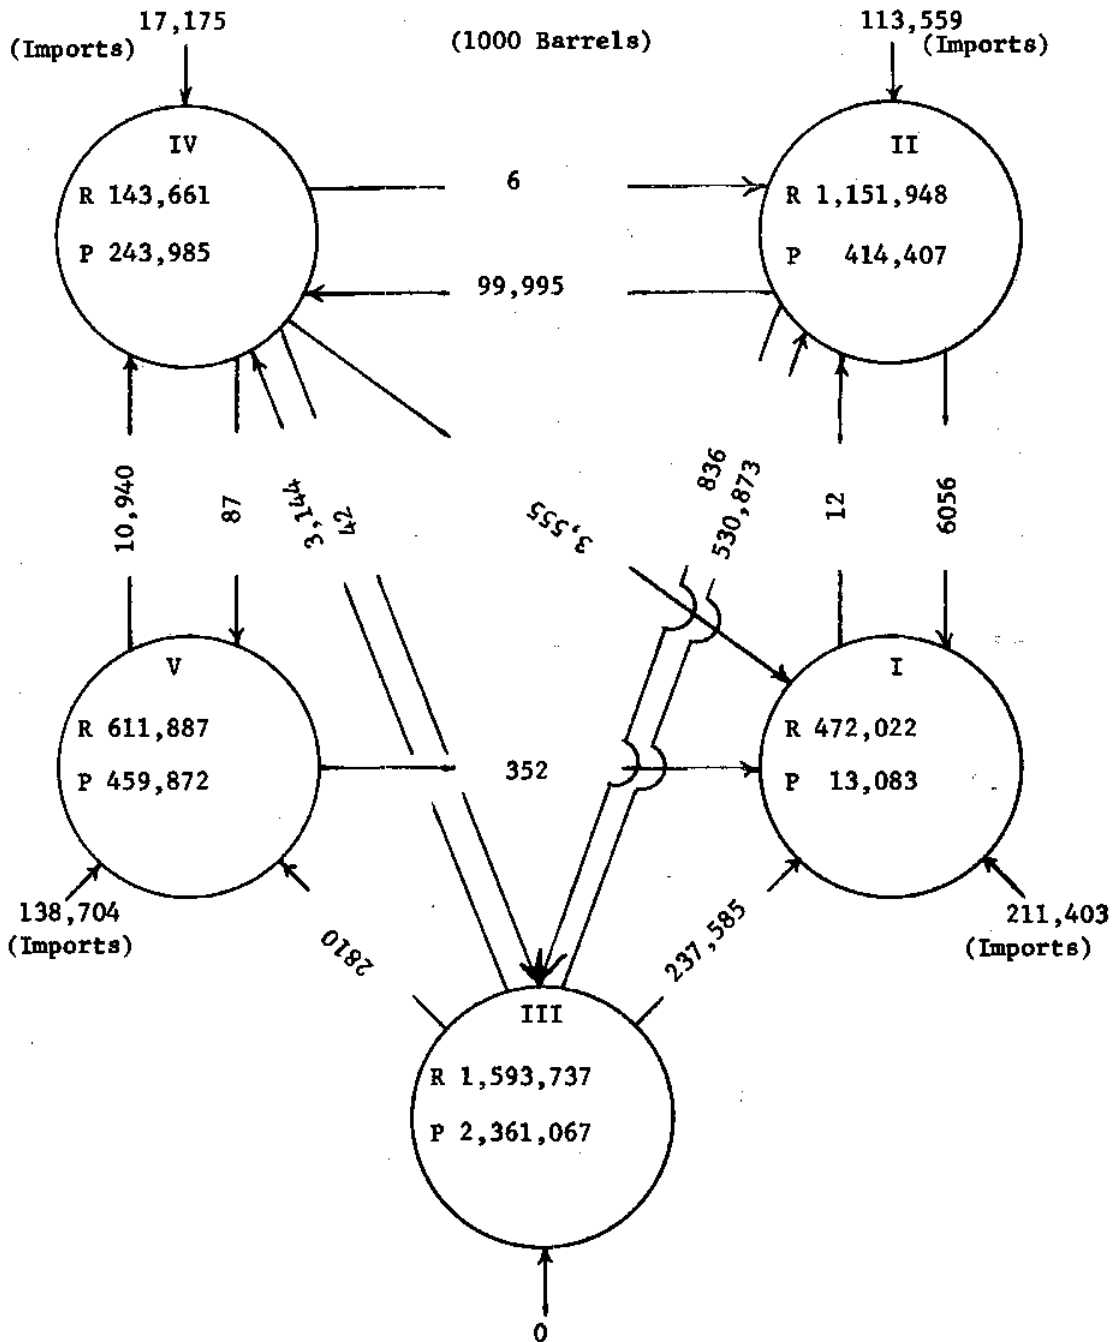 17,175
(Imports)
(1000 Barrels)
113,559
(Imports)
IV
R 143,661
P 243,985
II
R 1,151,948
P 414,407
6
99,995
10,940
87
3,144
42
3,555
836
530,873
12
6056
V
R 611,887
P 459,872
352
I
R 472,022
P 13,083
138,704
(Imports)
2810
237,585
211,403
(Imports)
III
R 1,593,737
P 2,361,067
0